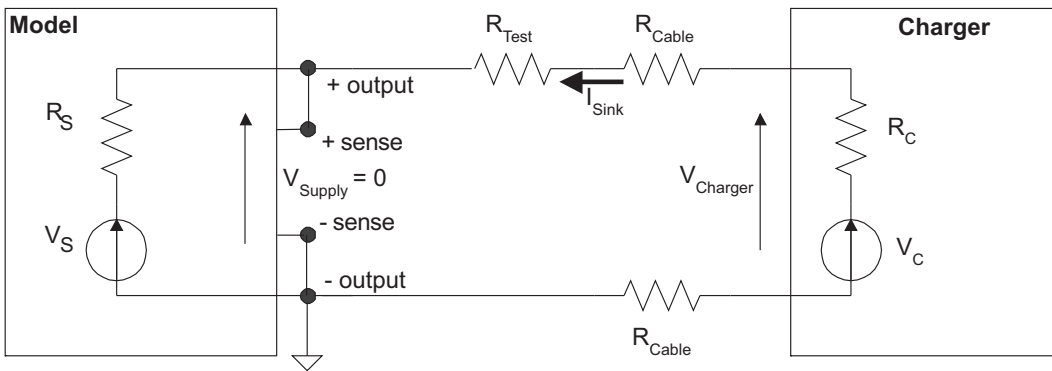 Model
Charger
R_Test
R_Cable
+ output
I_Sink
R_S
+ sense
R_C
V_Supply = 0
V_Charger
- sense
V_S
V_C
- output
R_Cable